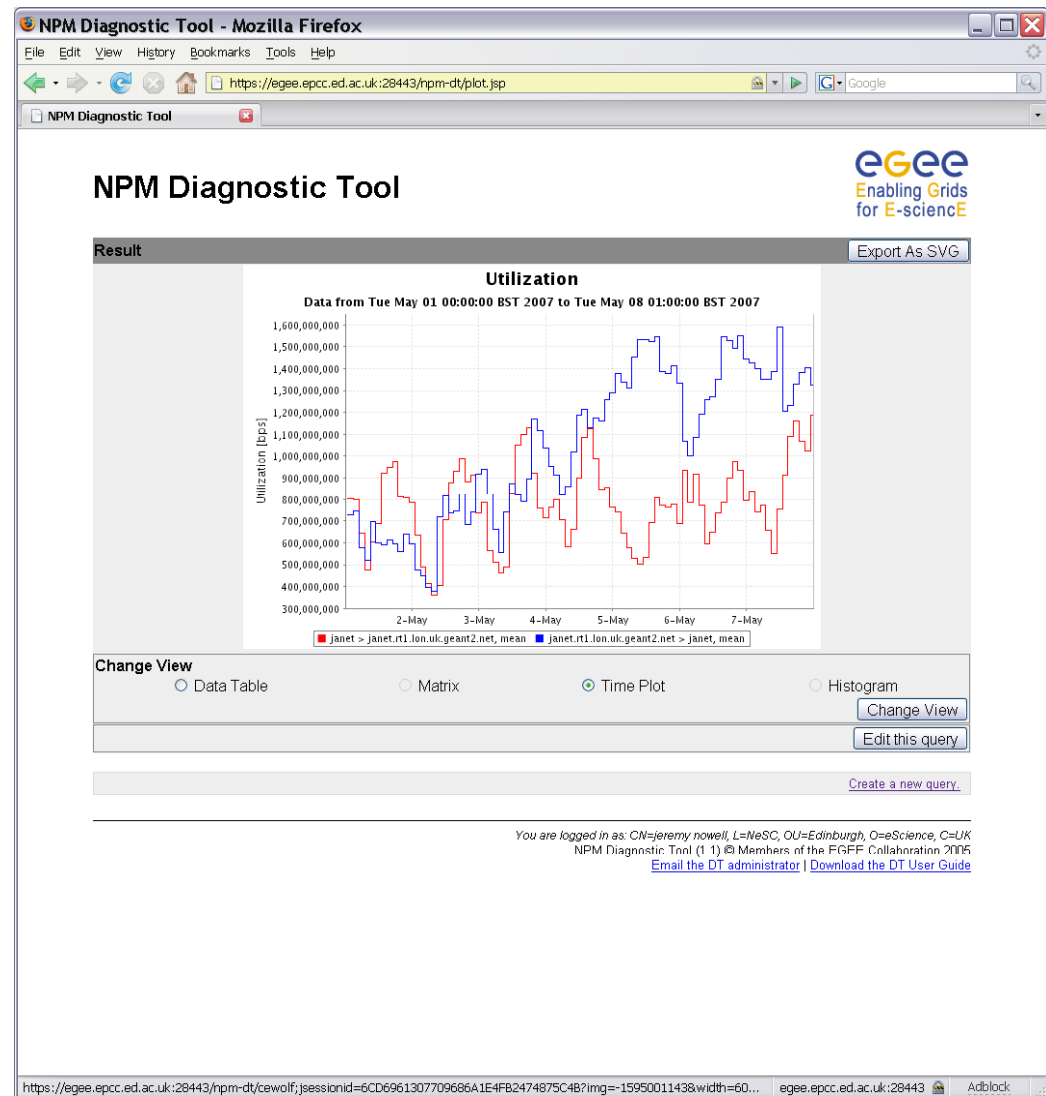 NPM Diagnostic Tool - Mozilla Firefox
File Edit View History Bookmarks Tools Help
https://egee.epcc.ed.ac.uk:28443/npm-dt/plot.jsp
G Google
NPM Diagnostic Tool
NPM Diagnostic Tool
egee
Enabling Grids
for E-sciencE
Result
Export As SVG
Utilization
Data from Tue May 01 00:00:00 BST 2007 to Tue May 08 01:00:00 BST 2007
Utilization [bps]
1,600,000,000
1,500,000,000
1,400,000,000
1,300,000,000
1,200,000,000
1,100,000,000
1,000,000,000
900,000,000
800,000,000
700,000,000
600,000,000
500,000,000
400,000,000
300,000,000
2-May 3-May 4-May 5-May 6-May 7-May
janet > janet.rt1.lon.uk.geant2.net, mean janet.rt1.lon.uk.geant2.net > janet, mean
Change View
Data Table Matrix Time Plot Histogram
Change View
Edit this query
Create a new query.
You are logged in as: CN=jeremy nowell, L=NeSC, OU=Edinburgh, O=eScience, C=UK
NPM Diagnostic Tool (1.1) © Members of the EGEE Collaboration 2005
Email the DT administrator | Download the DT User Guide
https://egee.epcc.ed.ac.uk:28443/npm-dt/cewolf;jsessionid=6CD6961307709686A1E4FB2474875C4B?img=-1595001143&width=60... egee.epcc.ed.ac.uk:28443 Adblock